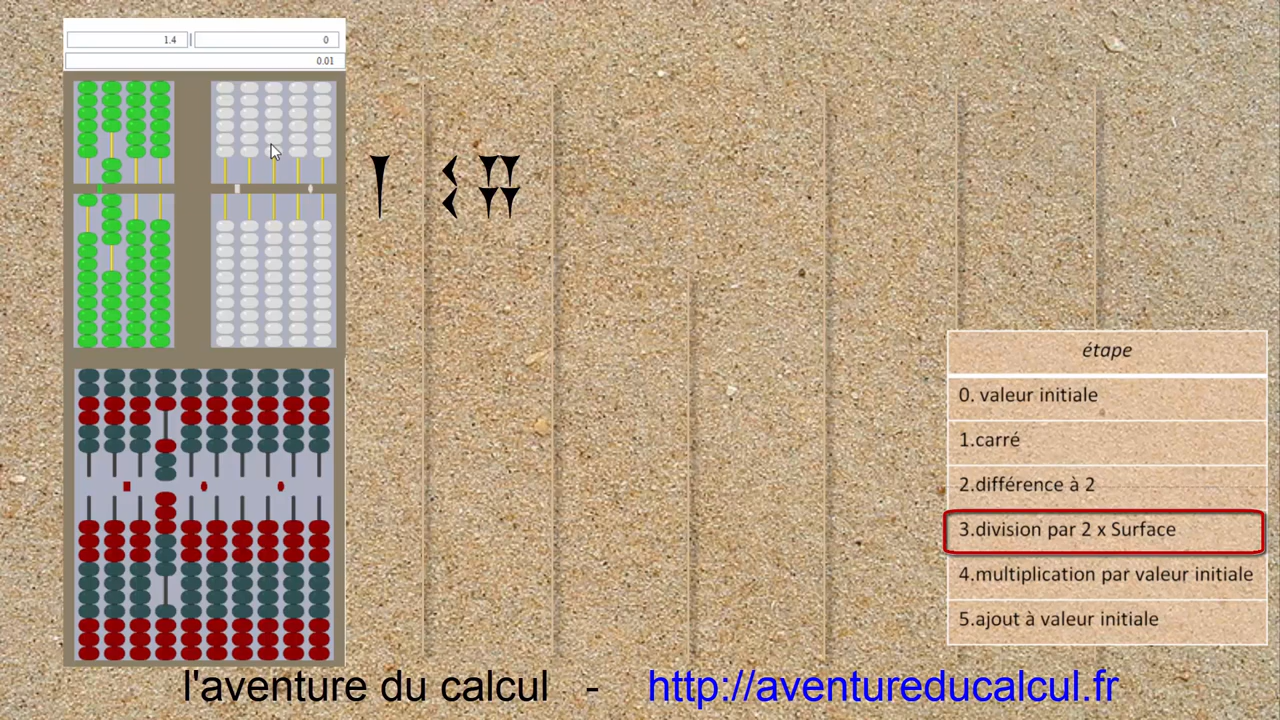 1.4
0
0.01
𒁹 𒎙𒐼
étape
0. valeur initiale
1.carré
2.différence à 2
3.division par 2 x Surface
4.multiplication par valeur initiale
5.ajout à valeur initiale
l'aventure du calcul - http://aventureducalcul.fr